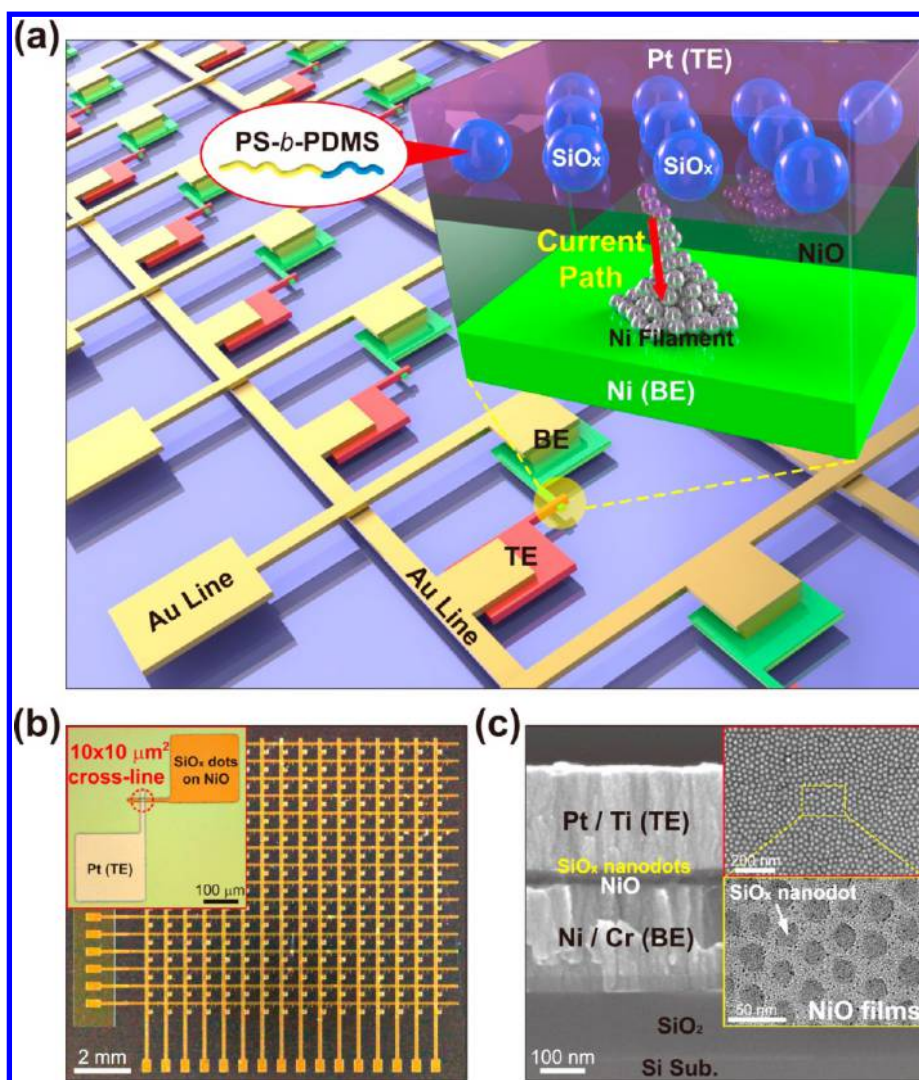 (a)
Pt (TE)
PS-b-PDMS
SiOx
SiOx
Current
Path
NiO
Ni Filament
Ni (BE)
BE
TE
Au Line
Au Line
(b)
10x10 μm²
cross-line
SiOx dots
on NiO
Pt (TE)
100 μm
2 mm
(c)
Pt / Ti (TE)
SiOx nanodots
NiO
Ni / Cr (BE)
SiO₂
Si Sub.
100 nm
200 nm
SiOx nanodot
50 nm
NiO films